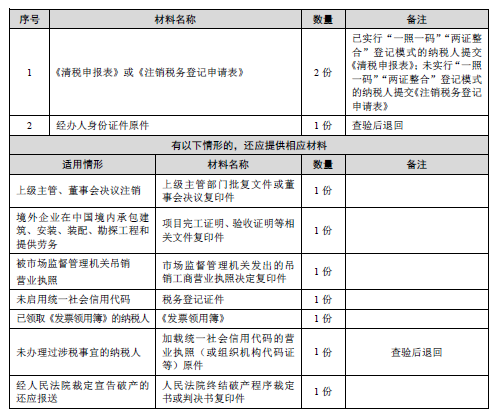 序号 材料名称 数量 备注
1 《清税申报表》或《注销税务登记申请表》 2 份 已实行“一照一码”“两证整
合”登记模式的纳税人提交
《清税申报表》；未实行“一照
一码”“两证整合”登记模式
的纳税人提交《注销税务登记
申请表》
2 经办人身份证件原件 1 份 查验后退回
有以下情形的，还应提供相应材料
适用情形 材料名称 数量 备注
上级主管、董事会决议注销 上级主管部门批复文件或董
事会决议复印件 1 份
境外企业在中国境内承包建
筑、安装、装配、勘探工程和
提供劳务 项目完工证明、验收证明等相
关文件复印件 1 份
被市场监督管理机关吊销
营业执照 市场监督管理机关发出的吊
销工商营业执照决定复印件 1 份
未启用统一社会信用代码 税务登记证件 1 份
已领取《发票领用簿》的纳税人 《发票领用簿》 1 份
未办理过涉税事宜的纳税人 加载统一社会信用代码的营
业执照（或组织机构代码证
等）原件 1 份 查验后退回
经人民法院裁定宣告破产的
还应报送 人民法院终结破产程序裁定
书或判决书复印件 1 份